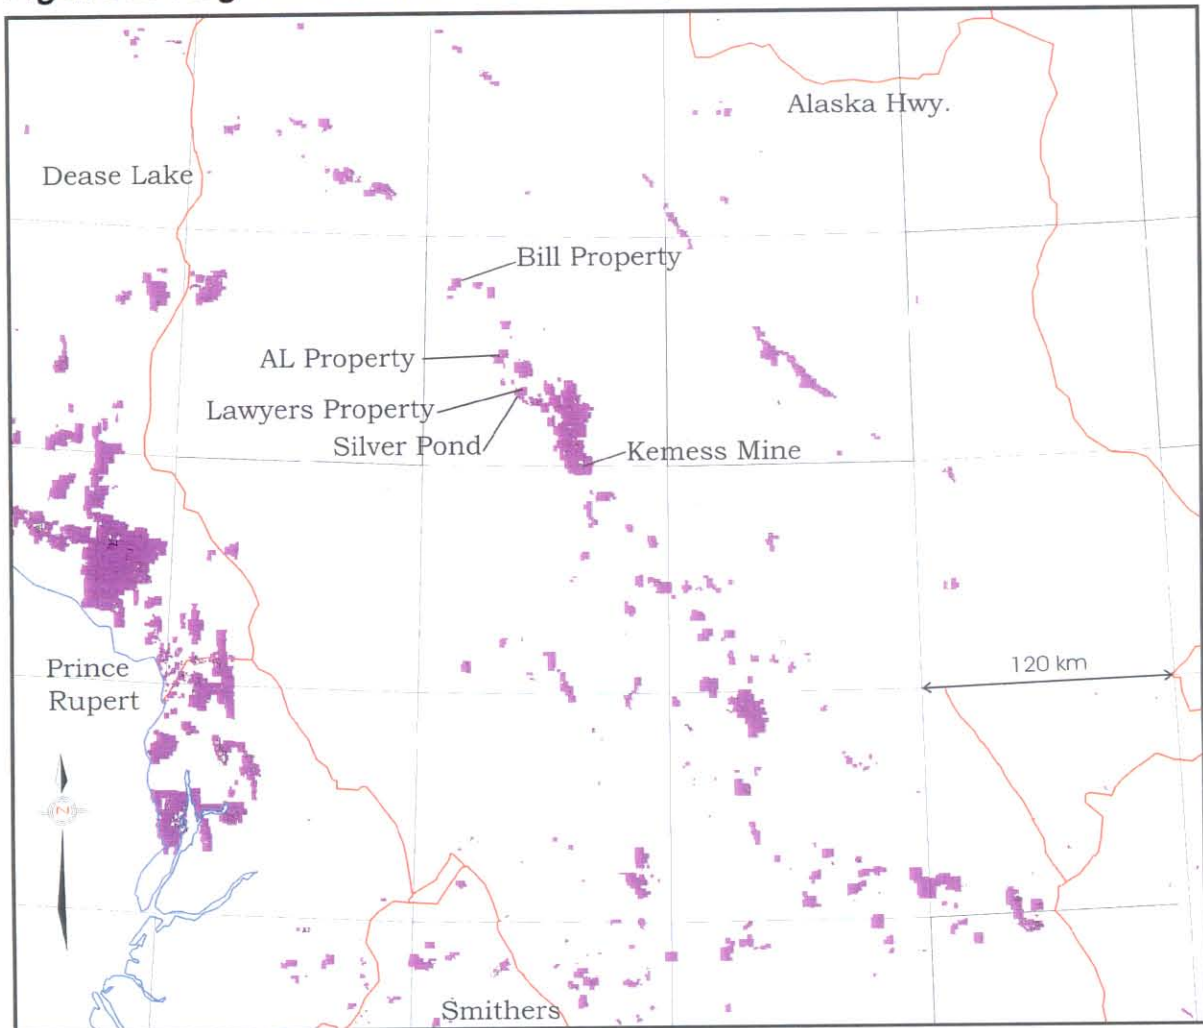 Alaska Hwy.
Dease Lake
Bill Property
AL Property
Lawyers Property
Silver Pond
Kemess Mine
120 km
Prince
Rupert
N
Smithers